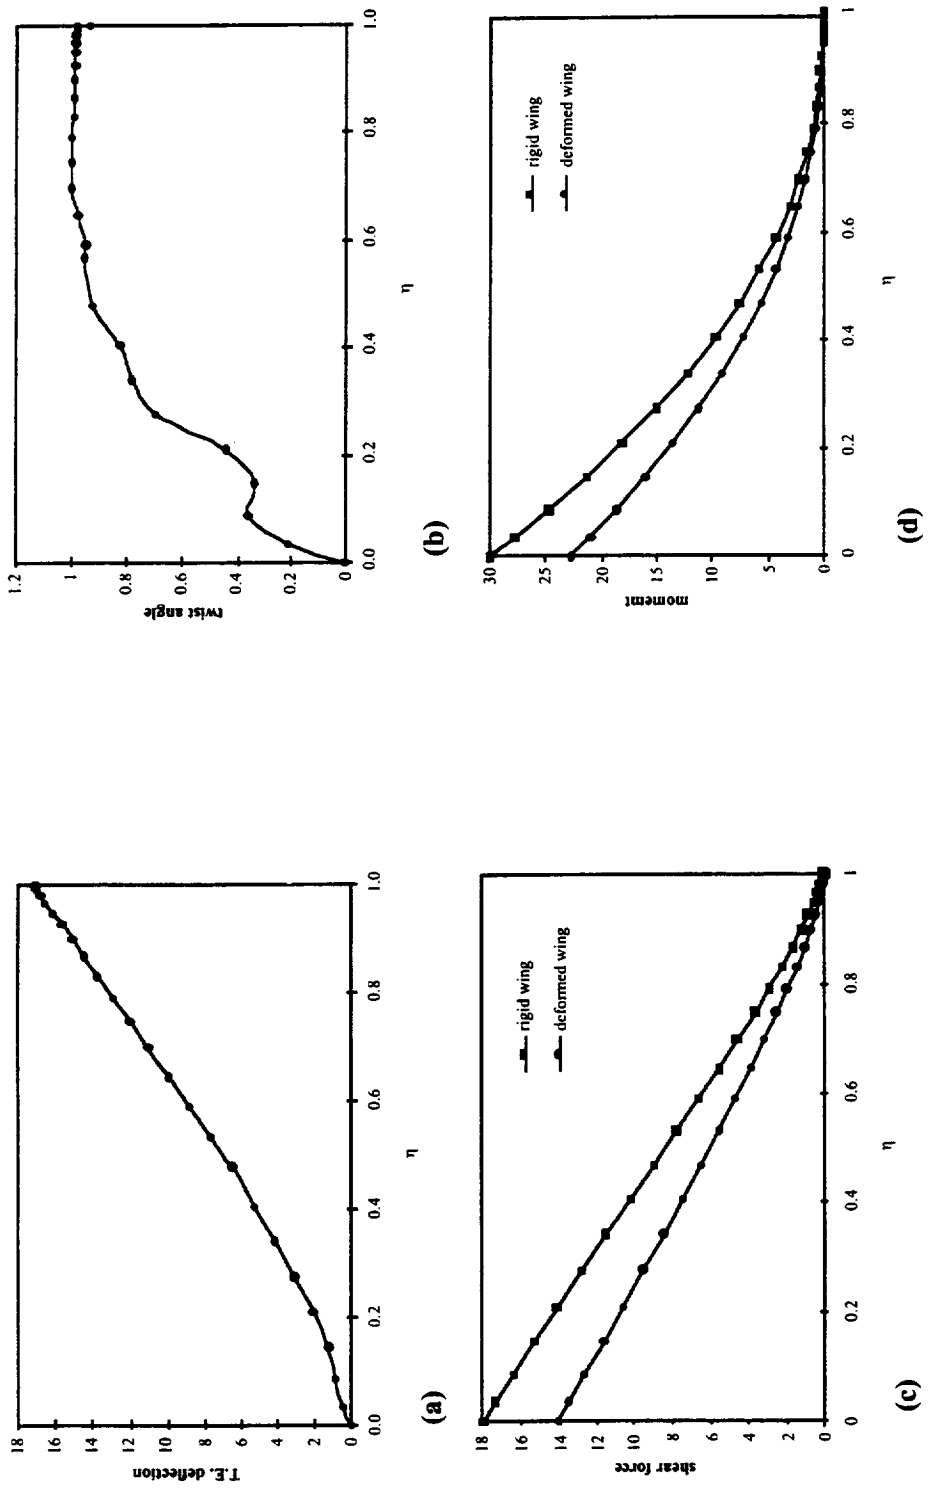 T.E. deflection
18
16
14
12
10
8
6
4
2
0
0.0 0.2 0.4 0.6 0.8 1.0
η
(a)
twist angle
1.2
1
0.8
0.6
0.4
0.2
0
0.0 0.2 0.4 0.6 0.8 1.0
η
(b)
shear force
18
16
14
12
10
8
6
4
2
0
0 0.2 0.4 0.6 0.8 1
rigid wing
deformed wing
η
(c)
momemt
30
25
20
15
10
5
0
0 0.2 0.4 0.6 0.8 1
rigid wing
deformed wing
η
(d)